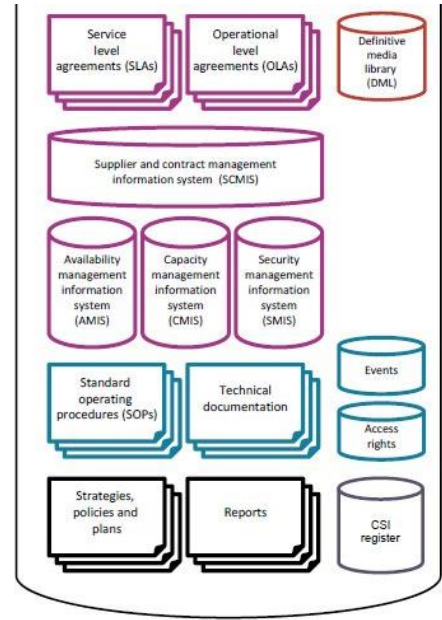 Service
level
agreements (SLAs)
Operational
level
agreements (OLAs)
Definitive
media
library
(DML)
Supplier and contract management
information system (SCMIS)
Availability
management
information
system
(AMIS)
Capacity
management
information
system
(CMIS)
Security
management
information
system
(SMIS)
Standard
operating
procedures (SOPs)
Technical
documentation
Events
Access
rights
Strategies,
policies and
plans
Reports
CSI
register